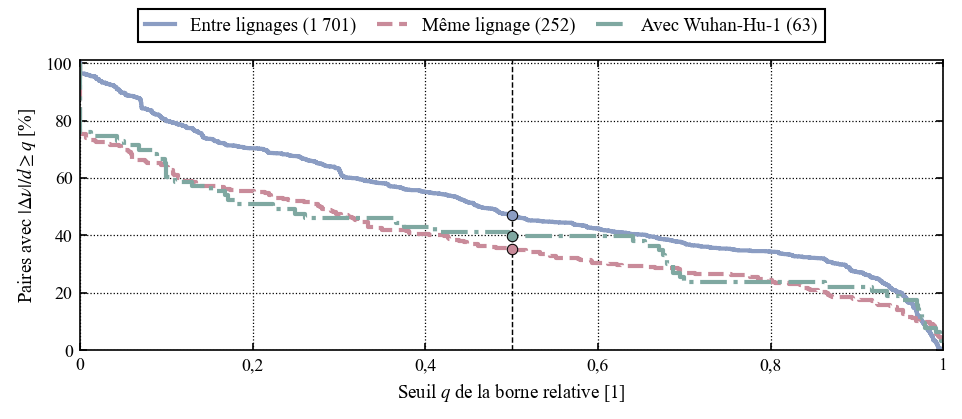 Entre lignages (1 701) Même lignage (252) Avec Wuhan-Hu-1 (63)
Paires avec |Δν|/d ≥ q [%]
100
80
60
40
20
0
0 0,2 0,4 0,6 0,8 1
Seuil q de la borne relative [1]